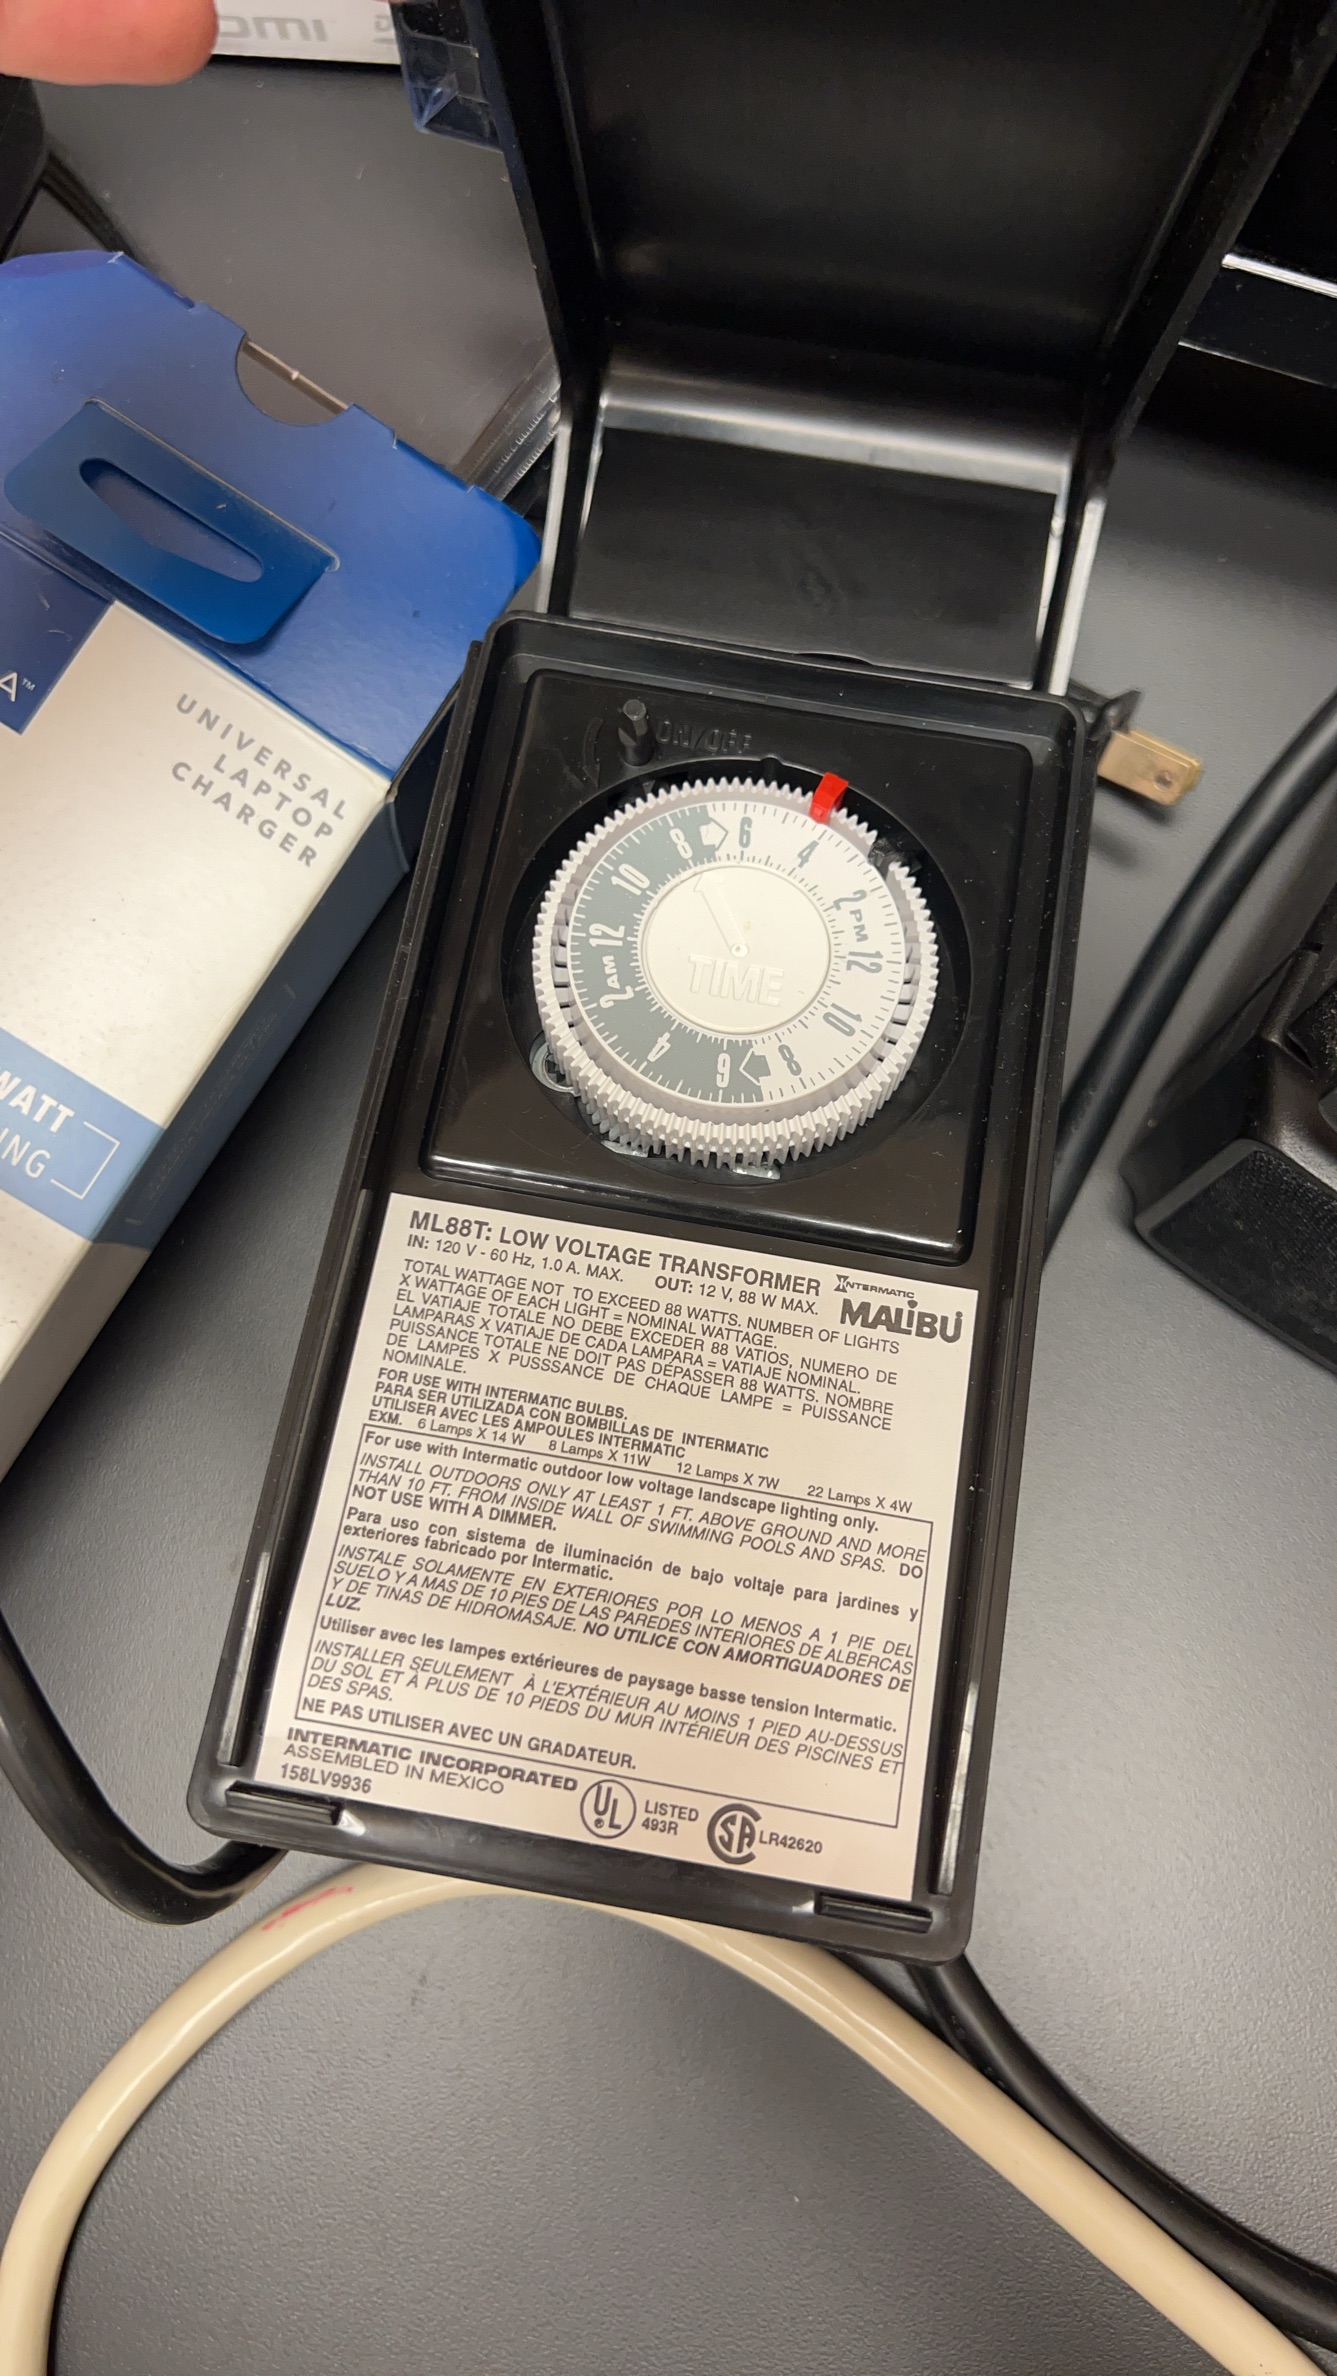 UNIVERSAL
LAPTOP
CHARGER
WATT
ING
A™
ON/OFF
6
4
2 PM
12
10
8
6
4
2 AM
12
10
8
TIME
ML88T: LOW VOLTAGE TRANSFORMER
IN: 120 V - 60 Hz, 1.0 A. MAX. OUT: 12 V, 88 W MAX.
INTERMATIC
MALIBU
TOTAL WATTAGE NOT TO EXCEED 88 WATTS. NUMBER OF LIGHTS
X WATTAGE OF EACH LIGHT = NOMINAL WATTAGE.
EL VATIAJE TOTALE NO DEBE EXCEDER 88 VATIOS, NUMERO DE
LAMPARAS X VATIAJE DE CADA LAMPARA = VATIAJE NOMINAL.
PUISSANCE TOTALE NE DOIT PAS DÉPASSER 88 WATTS. NOMBRE
DE LAMPES X PUSSSANCE DE CHAQUE LAMPE = PUISSANCE
NOMINALE.
FOR USE WITH INTERMATIC BULBS.
PARA SER UTILIZADA CON BOMBILLAS DE INTERMATIC
UTILISER AVEC LES AMPOULES INTERMATIC
EXM. 6 Lamps X 14 W 8 Lamps X 11W 12 Lamps X 7W 22 Lamps X 4W
For use with Intermatic outdoor low voltage landscape lighting only.
INSTALL OUTDOORS ONLY AT LEAST 1 FT. ABOVE GROUND AND MORE
THAN 10 FT. FROM INSIDE WALL OF SWIMMING POOLS AND SPAS. DO
NOT USE WITH A DIMMER.
Para uso con sistema de iluminación de bajo voltaje para jardines y
exteriores fabricado por Intermatic.
INSTALE SOLAMENTE EN EXTERIORES POR LO MENOS A 1 PIE DEL
SUELO Y A MAS DE 10 PIES DE LAS PAREDES INTERIORES DE ALBERCAS
Y DE TINAS DE HIDROMASAJE. NO UTILICE CON AMORTIGUADORES DE
LUZ.
Utiliser avec les lampes extérieures de paysage basse tension Intermatic.
INSTALLER SEULEMENT À L'EXTÉRIEUR AU MOINS 1 PIED AU-DESSUS
DU SOL ET À PLUS DE 10 PIEDS DU MUR INTÉRIEUR DES PISCINES ET
DES SPAS.
NE PAS UTILISER AVEC UN GRADATEUR.
INTERMATIC INCORPORATED
ASSEMBLED IN MEXICO
158LV9936
UL
LISTED
493R
SA LR42620